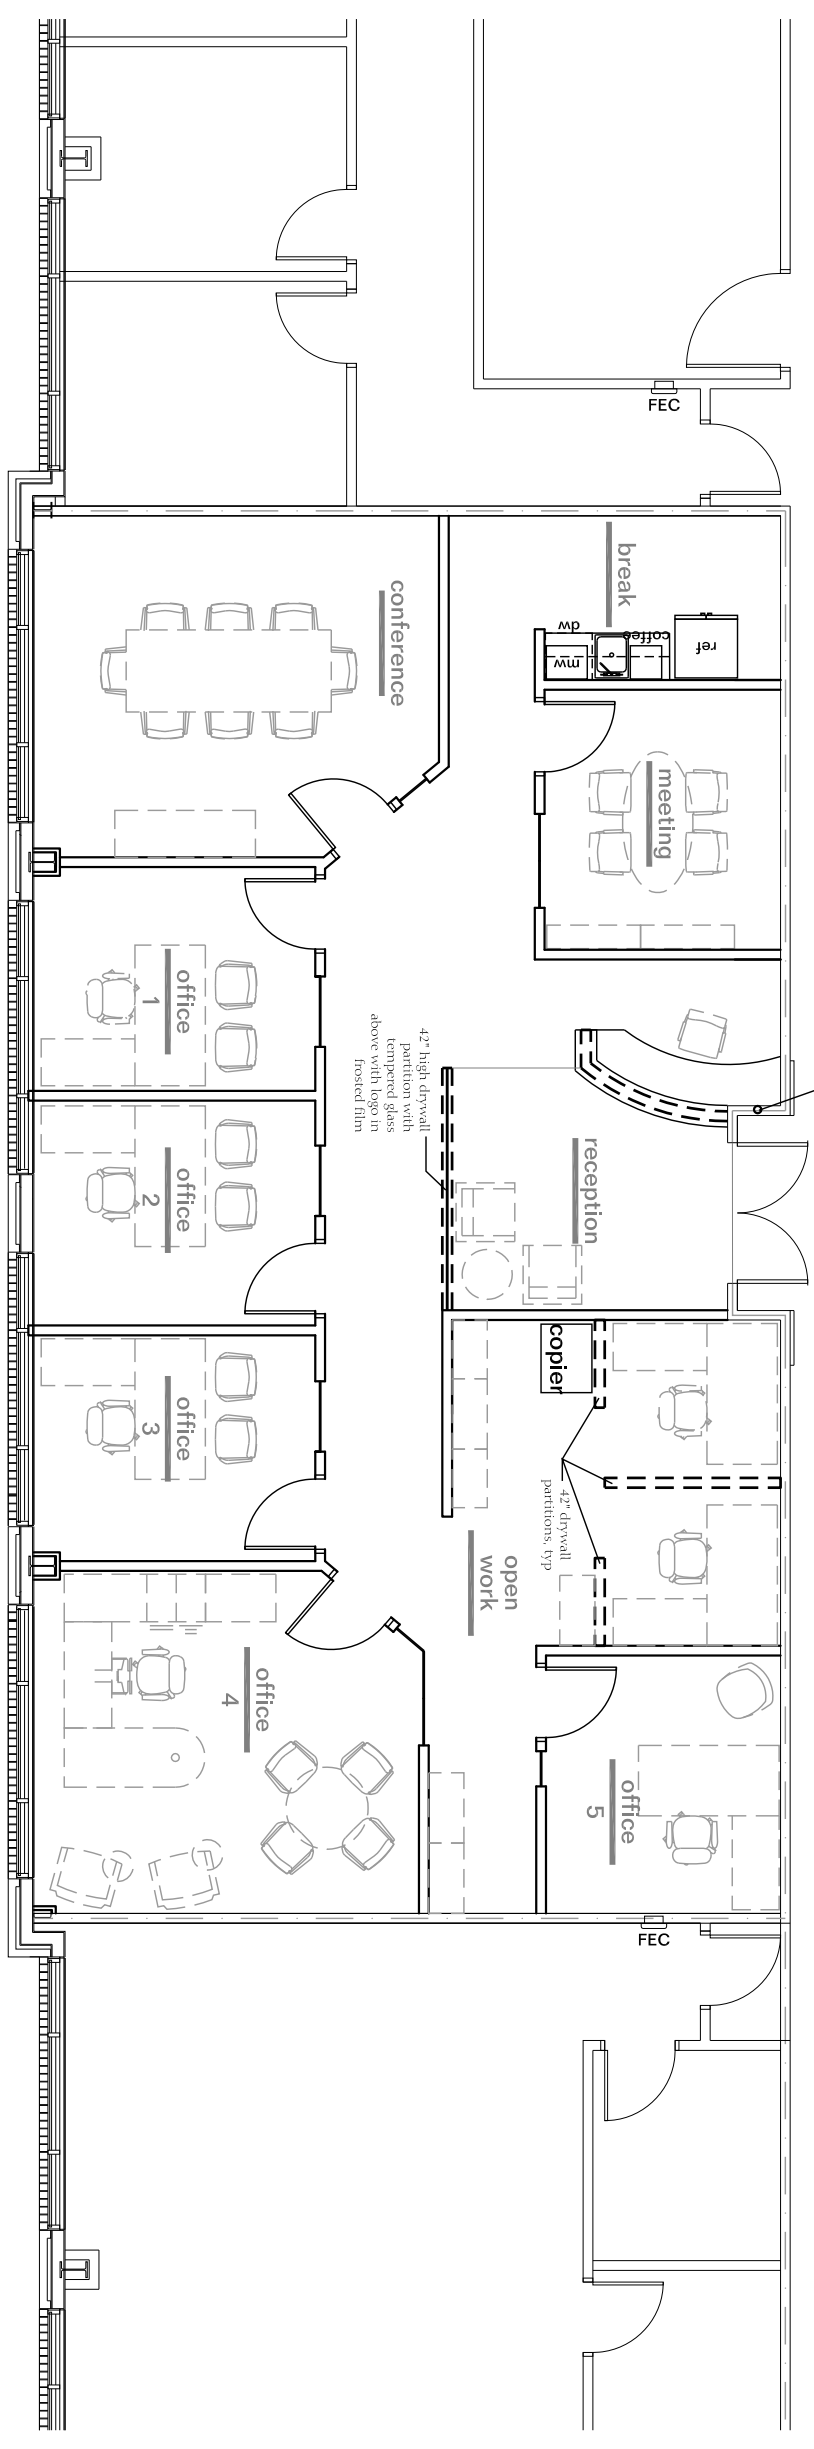 FEC
break
dw
coffee
mw
ref
conference
meeting
office
1
42" high drywall
partition with
tempered glass
above with logo in
frosted film
reception
office
2
copier
office
3
42" drywall
partitions, typ
open
work
office
4
office
5
FEC